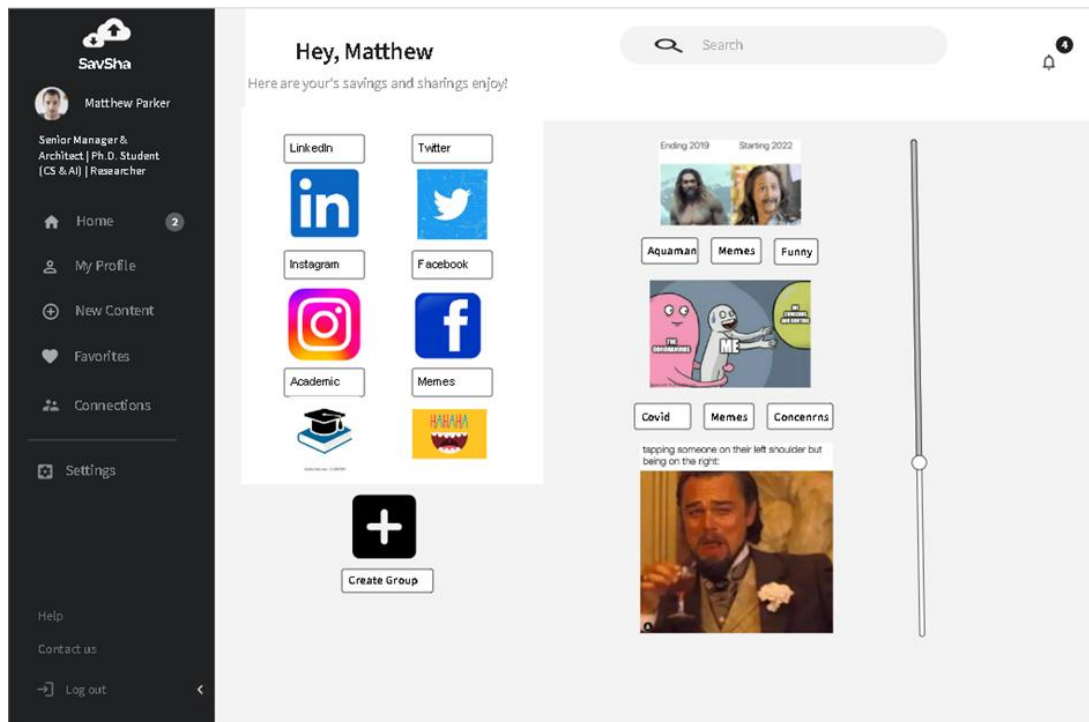 SavSha
Matthew Parker
Senior Manager &
Architect | Ph.D. Student
(CS & AI) | Researcher
Home 2
My Profile
New Content
Favorites
Connections
Settings
Help
Contact us
Log out
Hey, Matthew
Here are your's savings and sharings enjoy!
Search
4
LinkedIn Twitter
in
Instagram Facebook
f
Academic Memes
HAHAHA
Create Group
Ending 2019 Starting 2022
Aquaman Memes Funny
THE
CORONAVIRUS
ME
Covid Memes Concenrns
tapping someone on their left shoulder but
being on the right: